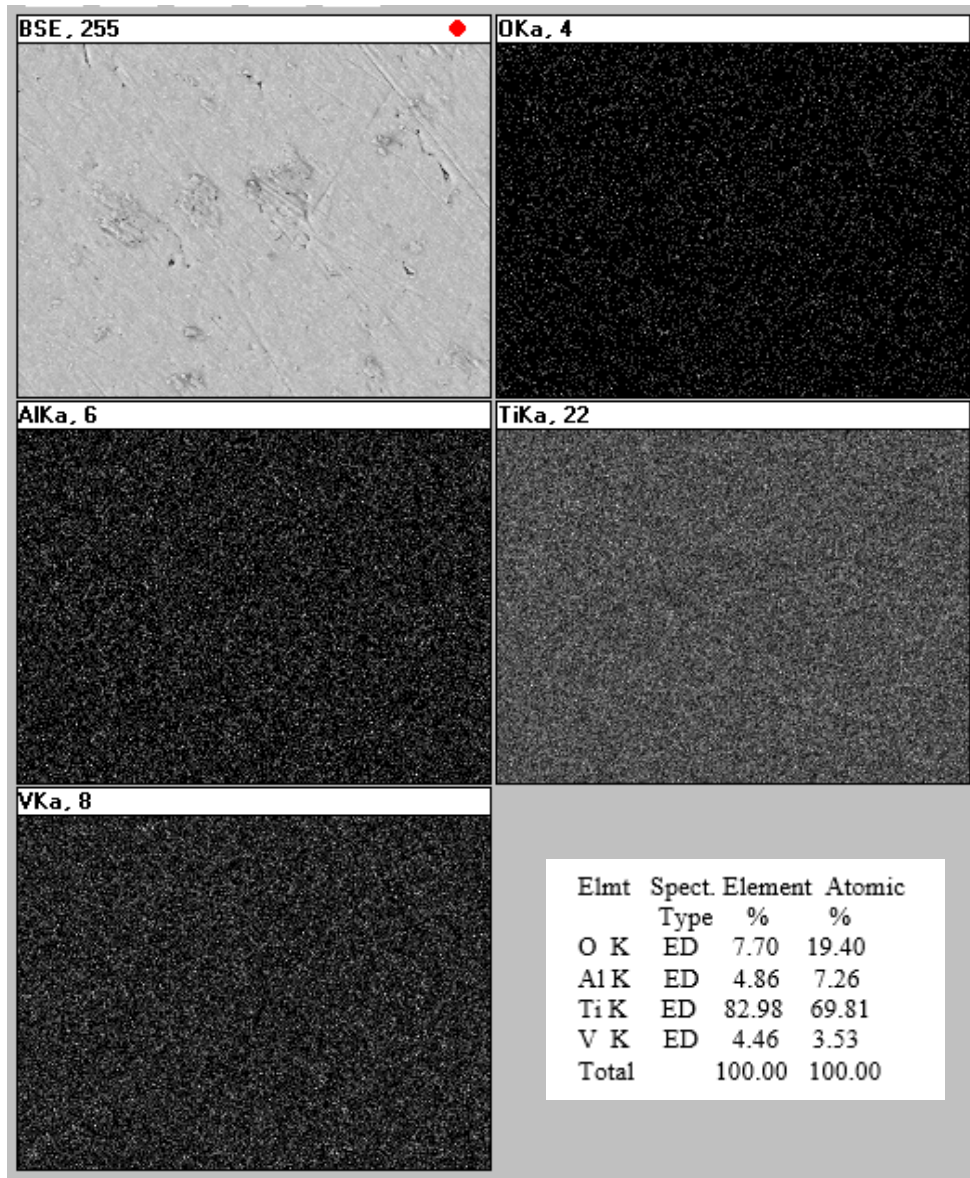 BSE, 255
OKa, 4
AlKa, 6
TiKa, 22
VKa, 8
Elmt Spect. Element Atomic
Type % %
O K ED 7.70 19.40
Al K ED 4.86 7.26
Ti K ED 82.98 69.81
V K ED 4.46 3.53
Total 100.00 100.00